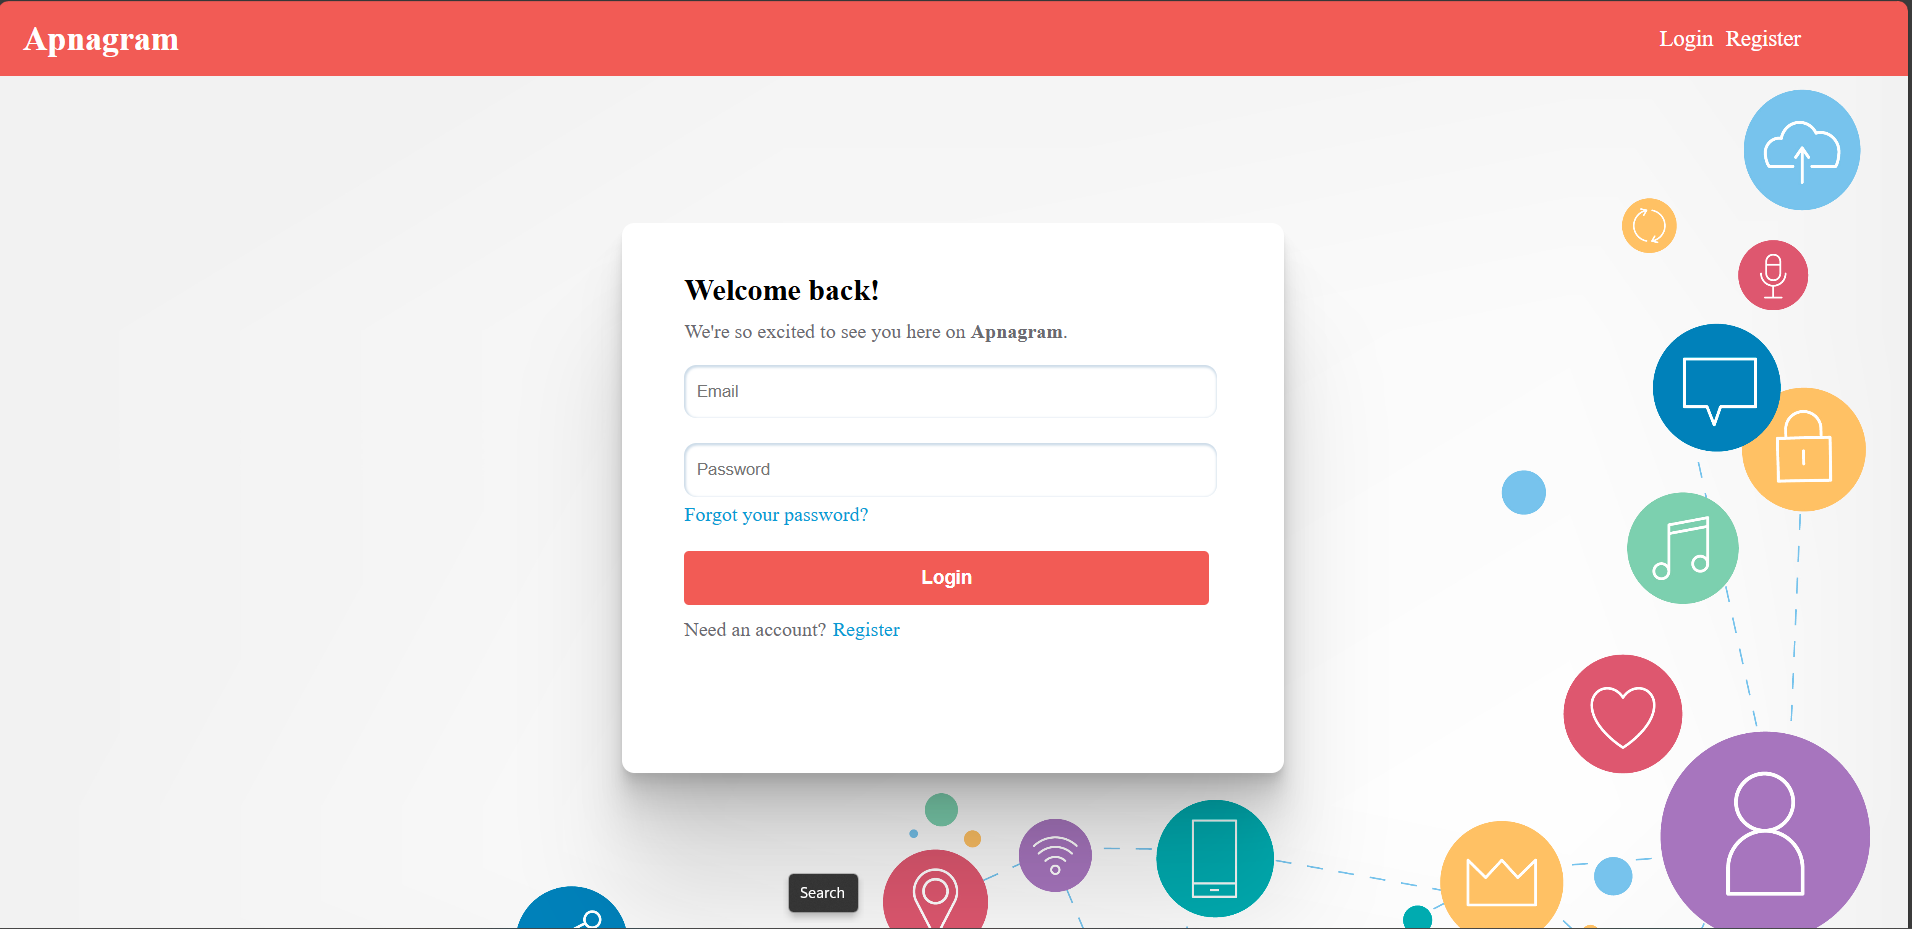 Apnagram
Login Register
Welcome back!
We're so excited to see you here on Apnagram.
Email
Password
Forgot your password?
Login
Need an account? Register
Search